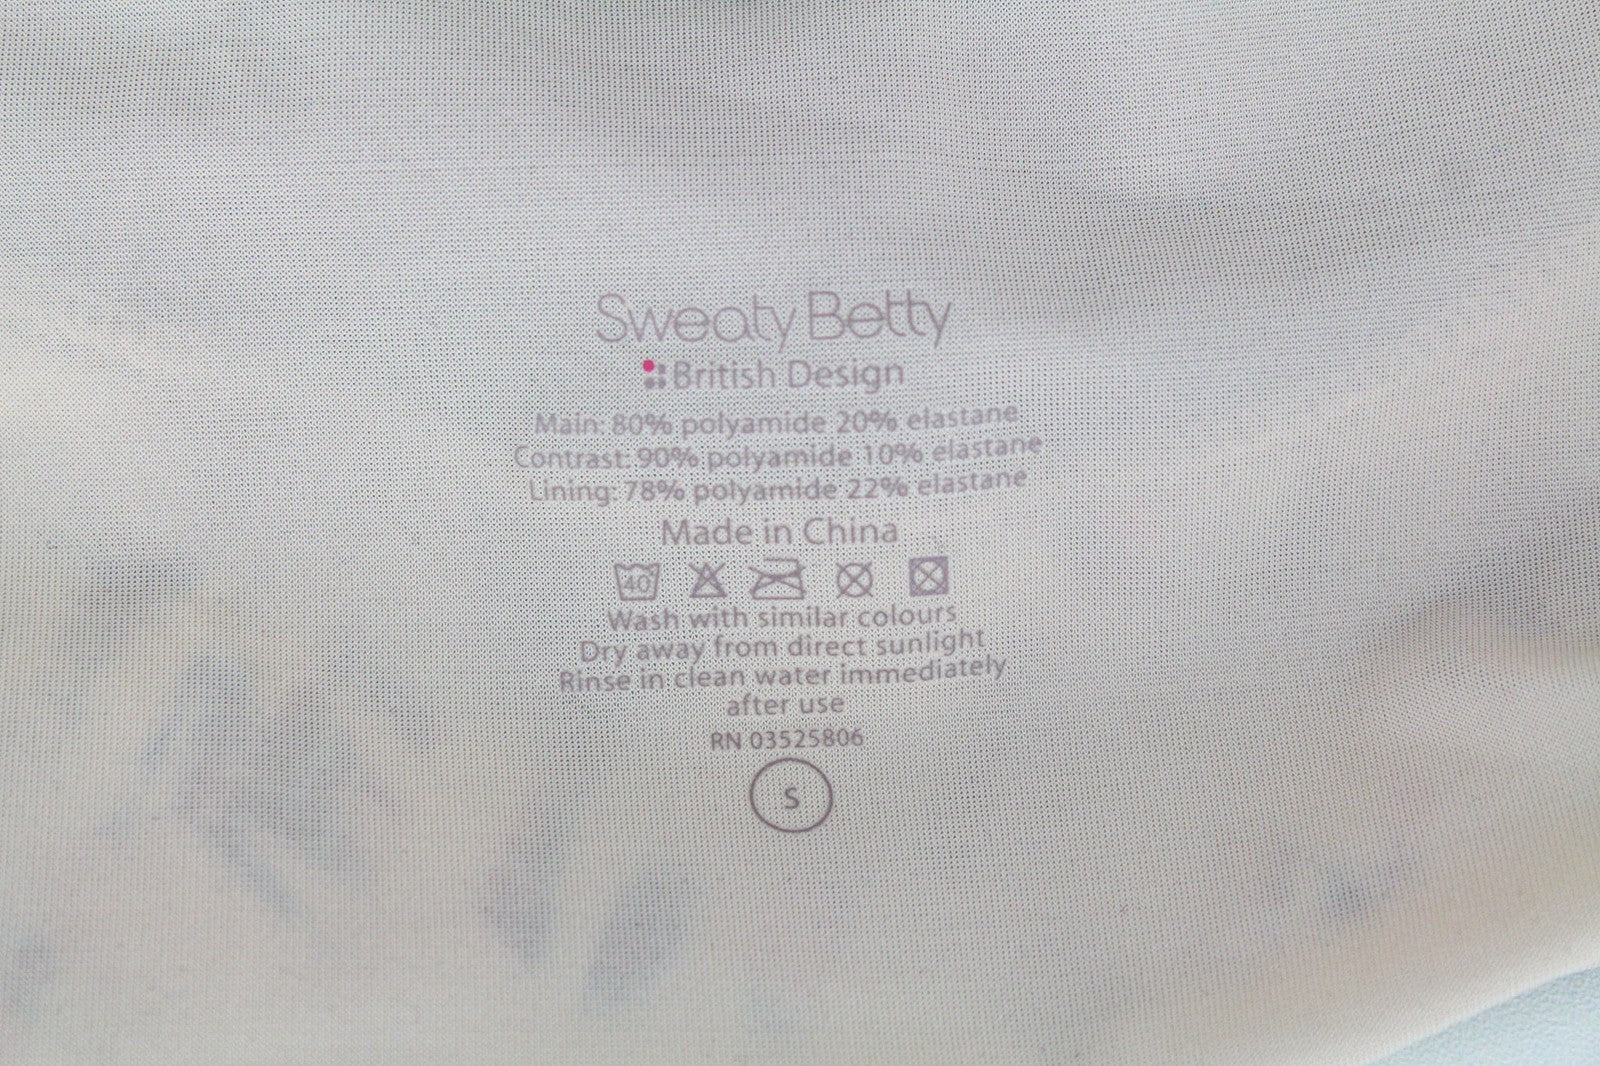 Sweaty Betty
British Design
Main: 80% polyamide 20% elastane
Contrast: 90% polyamide 10% elastane
Lining: 78% polyamide 22% elastane
Made in China
40
Wash with similar colours
Dry away from direct sunlight
Rinse in clean water immediately
after use
RN 03525806
S